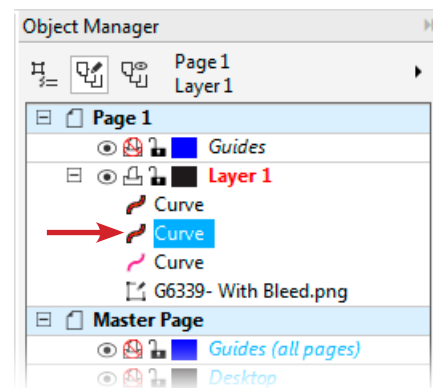 Object Manager
Page 1
Layer 1
Page 1
Guides
Layer 1
Curve
Curve
Curve
G6339- With Bleed.png
Master Page
Guides (all pages)
Desktop